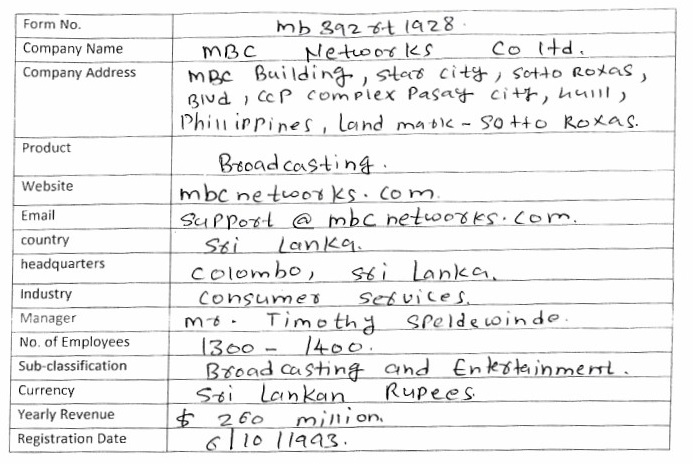 Form No. mb 392 rt 1928.
Company Name MBC Networks Co ltd.
Company Address MBC Building, star city, sotto Roxas,
Blvd, CCP complex Pasay city, hulll,
Phillippines, Land mark - sotto Roxas.
Product Broadcasting.
Website mbcnetworks.com.
Email support@mbcnetworks.com.
country Sri Lanka.
headquarters Colombo, sri Lanka.
Industry Consumer Services.
Manager mr. Timothy Speldewinde.
No. of Employees 1300 - 1400.
Sub-classification Broadcasting and Entertainment.
Currency Sri Lankan Rupees.
Yearly Revenue $ 260 million.
Registration Date 6/10/1993.